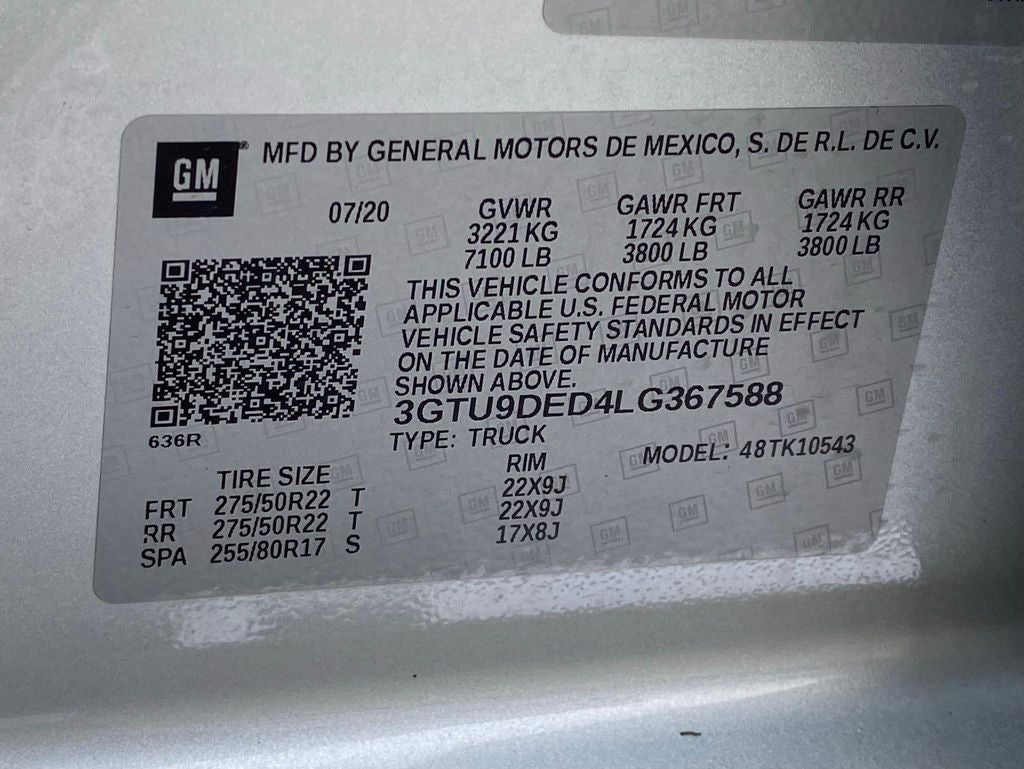 GM® MFD BY GENERAL MOTORS DE MEXICO, S. DE R.L. DE C.V.
07/20 GVWR GAWR FRT GAWR RR
3221 KG 1724 KG 1724 KG
7100 LB 3800 LB 3800 LB
THIS VEHICLE CONFORMS TO ALL
APPLICABLE U.S. FEDERAL MOTOR
VEHICLE SAFETY STANDARDS IN EFFECT
ON THE DATE OF MANUFACTURE
SHOWN ABOVE.
3GTU9DED4LG367588
636R
TYPE: TRUCK MODEL: 48TK10543
TIRE SIZE RIM
FRT 275/50R22 T 22X9J
RR 275/50R22 T 22X9J
SPA 255/80R17 S 17X8J